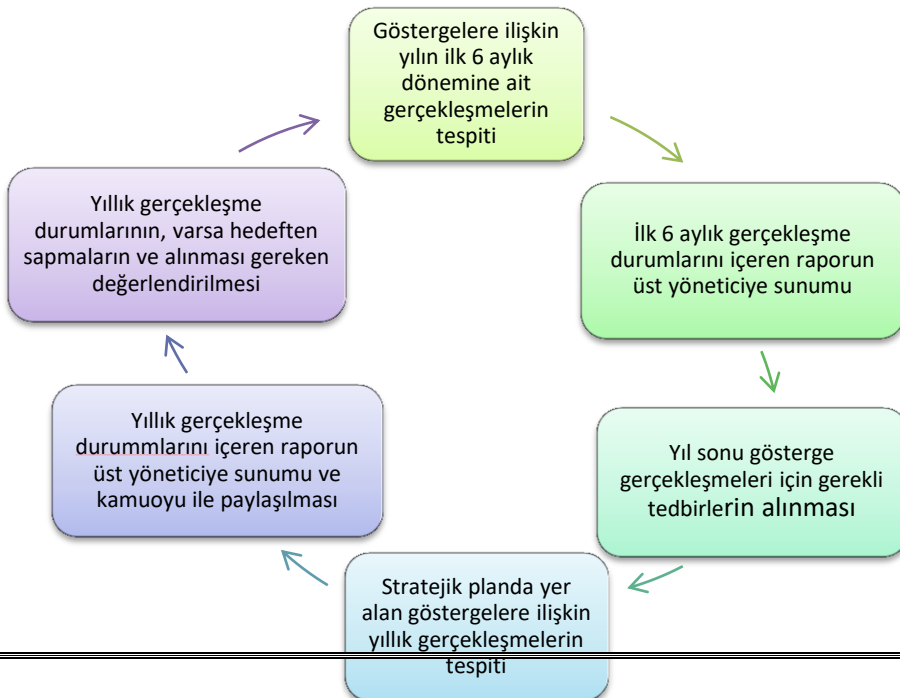 Göstergelere ilişkin
yılın ilk 6 aylık
dönemine ait
gerçekleşmelerin
tespiti
İlk 6 aylık gerçekleşme
durumlarını içeren raporun
üst yöneticiye sunumu
Yıl sonu gösterge
gerçekleşmeleri için gerekli
tedbirlerin alınması
Stratejik planda yer
alan göstergelere ilişkin
yıllık gerçekleşmelerin
tespiti
Yıllık gerçekleşme
durummlarını içeren raporun
üst yöneticiye sunumu ve
kamuoyu ile paylaşılması
Yıllık gerçekleşme
durumlarının, varsa hedeften
sapmaların ve alınması gereken
değerlendirilmesi